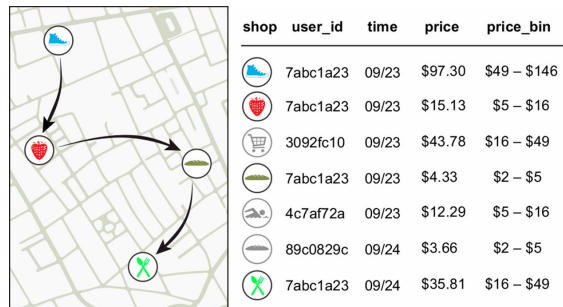 shop user_id time price price_bin
7abc1a23 09/23 $97.30 $49 – $146
7abc1a23 09/23 $15.13 $5 – $16
3092fc10 09/23 $43.78 $16 – $49
7abc1a23 09/23 $4.33 $2 – $5
4c7af72a 09/23 $12.29 $5 – $16
89c0829c 09/24 $3.66 $2 – $5
7abc1a23 09/24 $35.81 $16 – $49